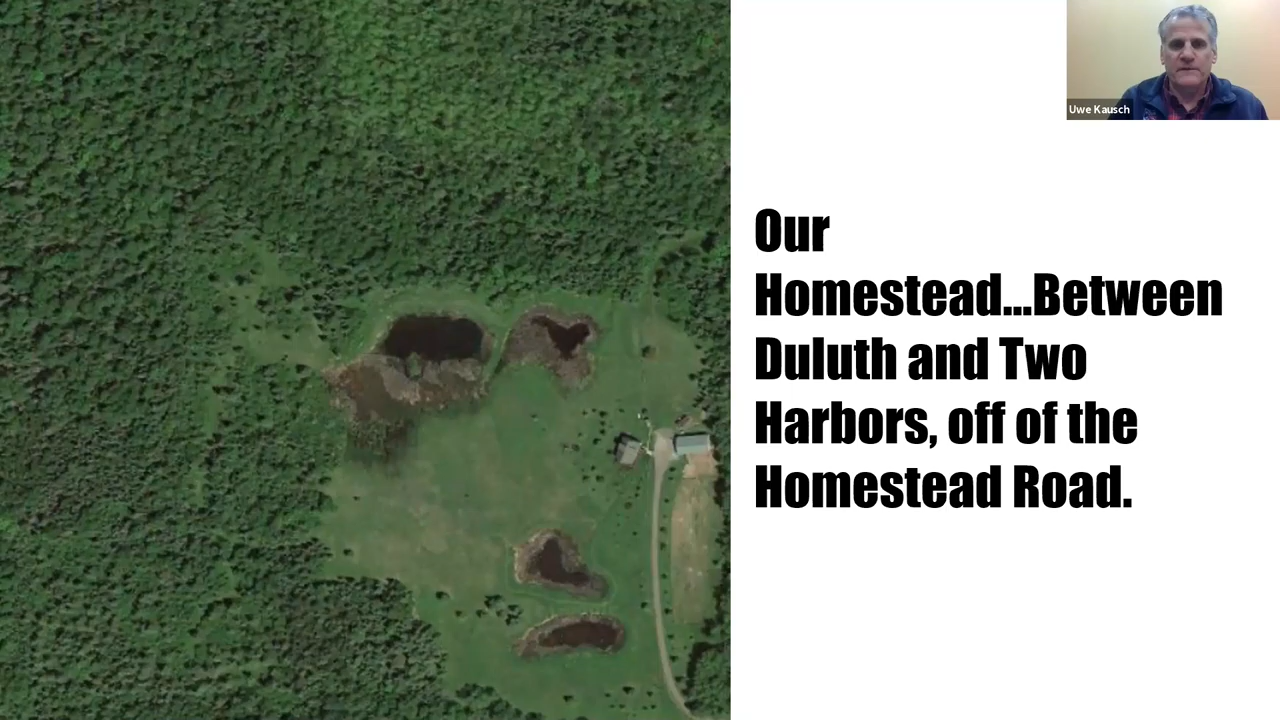 Uwe Kausch
Our
Homestead...Between
Duluth and Two
Harbors, off of the
Homestead Road.